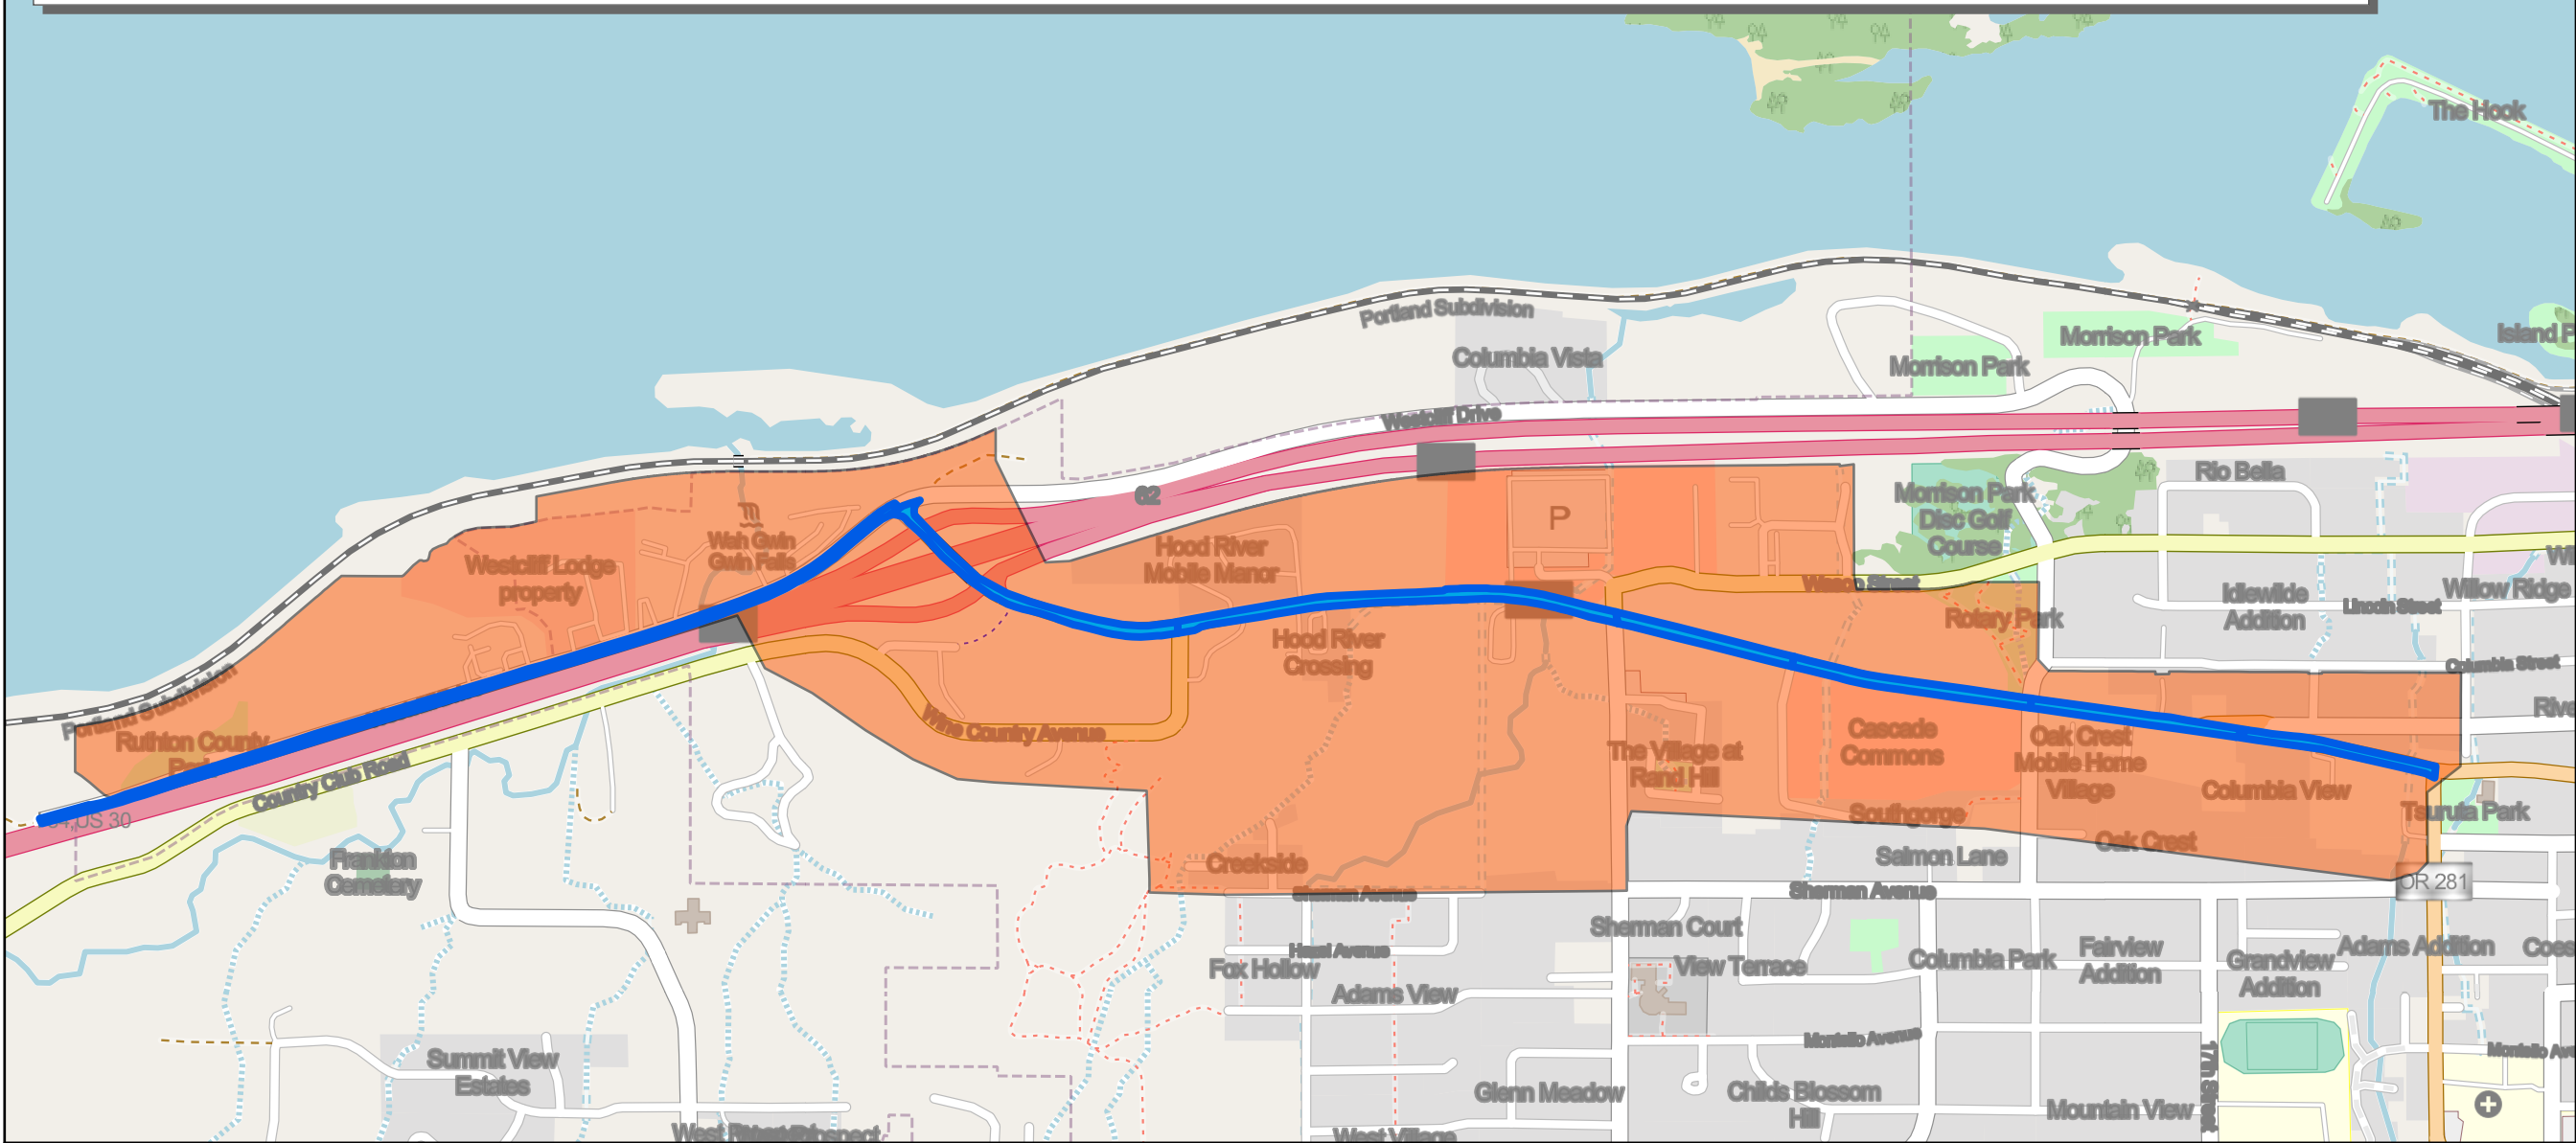 The Hook
Portland Subdivision
Columbia Vista
Morrison Park
Morrison Park
Westcliff Drive
62
Rio Bella
Morrison Park
Disc Golf
Course
Wah Gwin
Gwin Falls
Westcliff Lodge
property
P
Hood River
Mobile Manor
Wasco Street
Willow Ridge
Idlewilde
Addition
Lincoln Street
Rotary Park
Hood River
Crossing
Columbia Street
Portland Subdivision
Ruthton County
Park
Wine Country Avenue
Cascade
Commons
Oak Crest
Mobile Home
Village
The Village at
Rand Hill
Columbia View
Country Club Road
US 30
Southgorge
Tsuruta Park
Oak Crest
Salmon Lane
Frankton
Cemetery
Creekside
Sherman Avenue
Sherman Avenue
OR 281
Sherman Court
Hazel Avenue
Fox Hollow
View Terrace
Columbia Park
Fairview
Addition
Adams Addition
Grandview
Addition
Adams View
Montello Avenue
Summit View
Estates
17th Street
Glenn Meadow
Childs Blossom
Hill
Mountain View
West Village